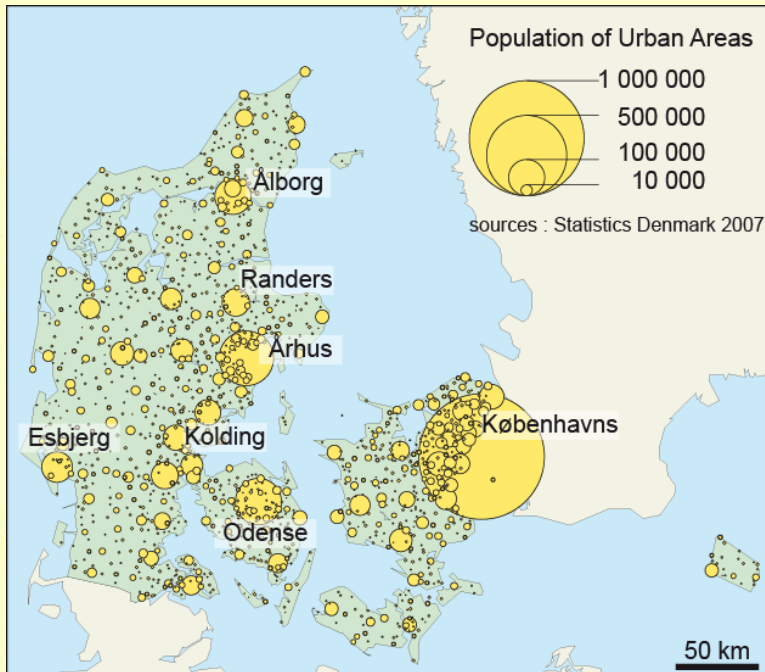 Population of Urban Areas
1 000 000
500 000
100 000
10 000
sources : Statistics Denmark 2007
Ålborg
Randers
Århus
Københavns
Esbjerg
Kolding
Odense
50 km